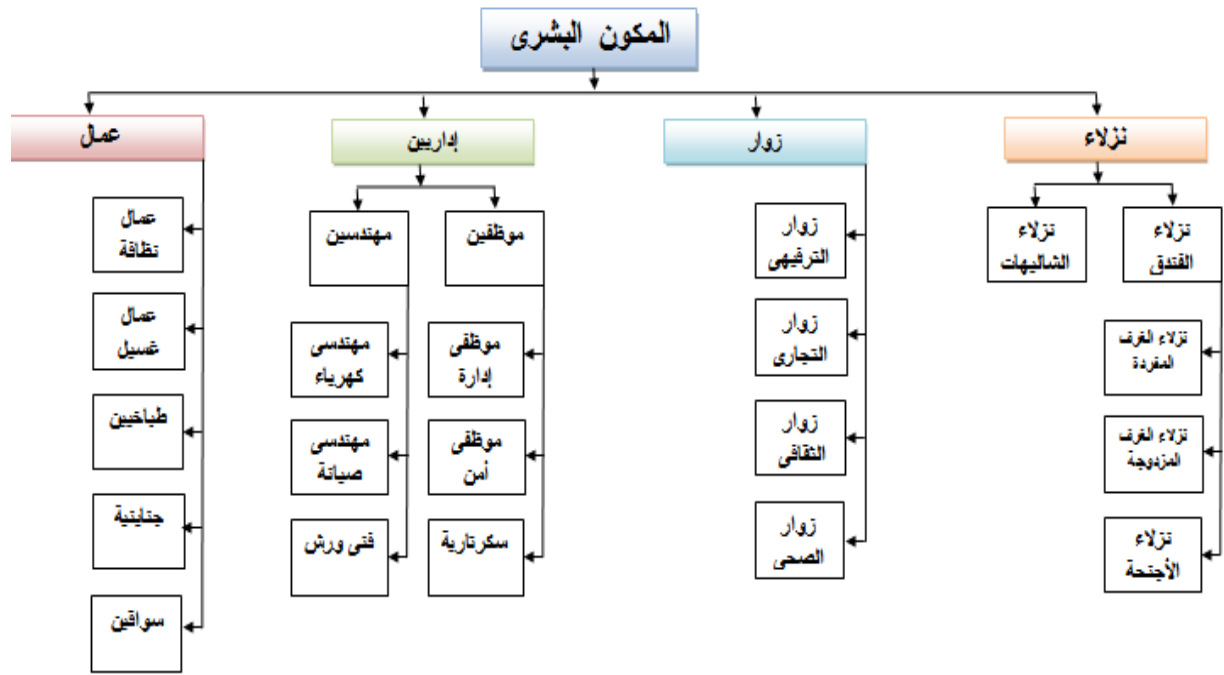 المكون البشرى
نزلاء
زوار
إداريين
عمال
نزلاء
الفندق
نزلاء
الشاليهات
نزلاء الغرف
المفردة
نزلاء الغرف
المزدوجة
نزلاء
الأجنحة
زوار
الترفيهى
زوار
التجارى
زوار
الثقافى
زوار
الصحى
موظفين
مهندسين
موظفى
إدارة
موظفى
أمن
سكرتارية
مهندسى
كهرباء
مهندسى
صيانة
فنى ورش
عمال
نظافة
عمال
غسيل
طباخيين
جناينية
سواقين